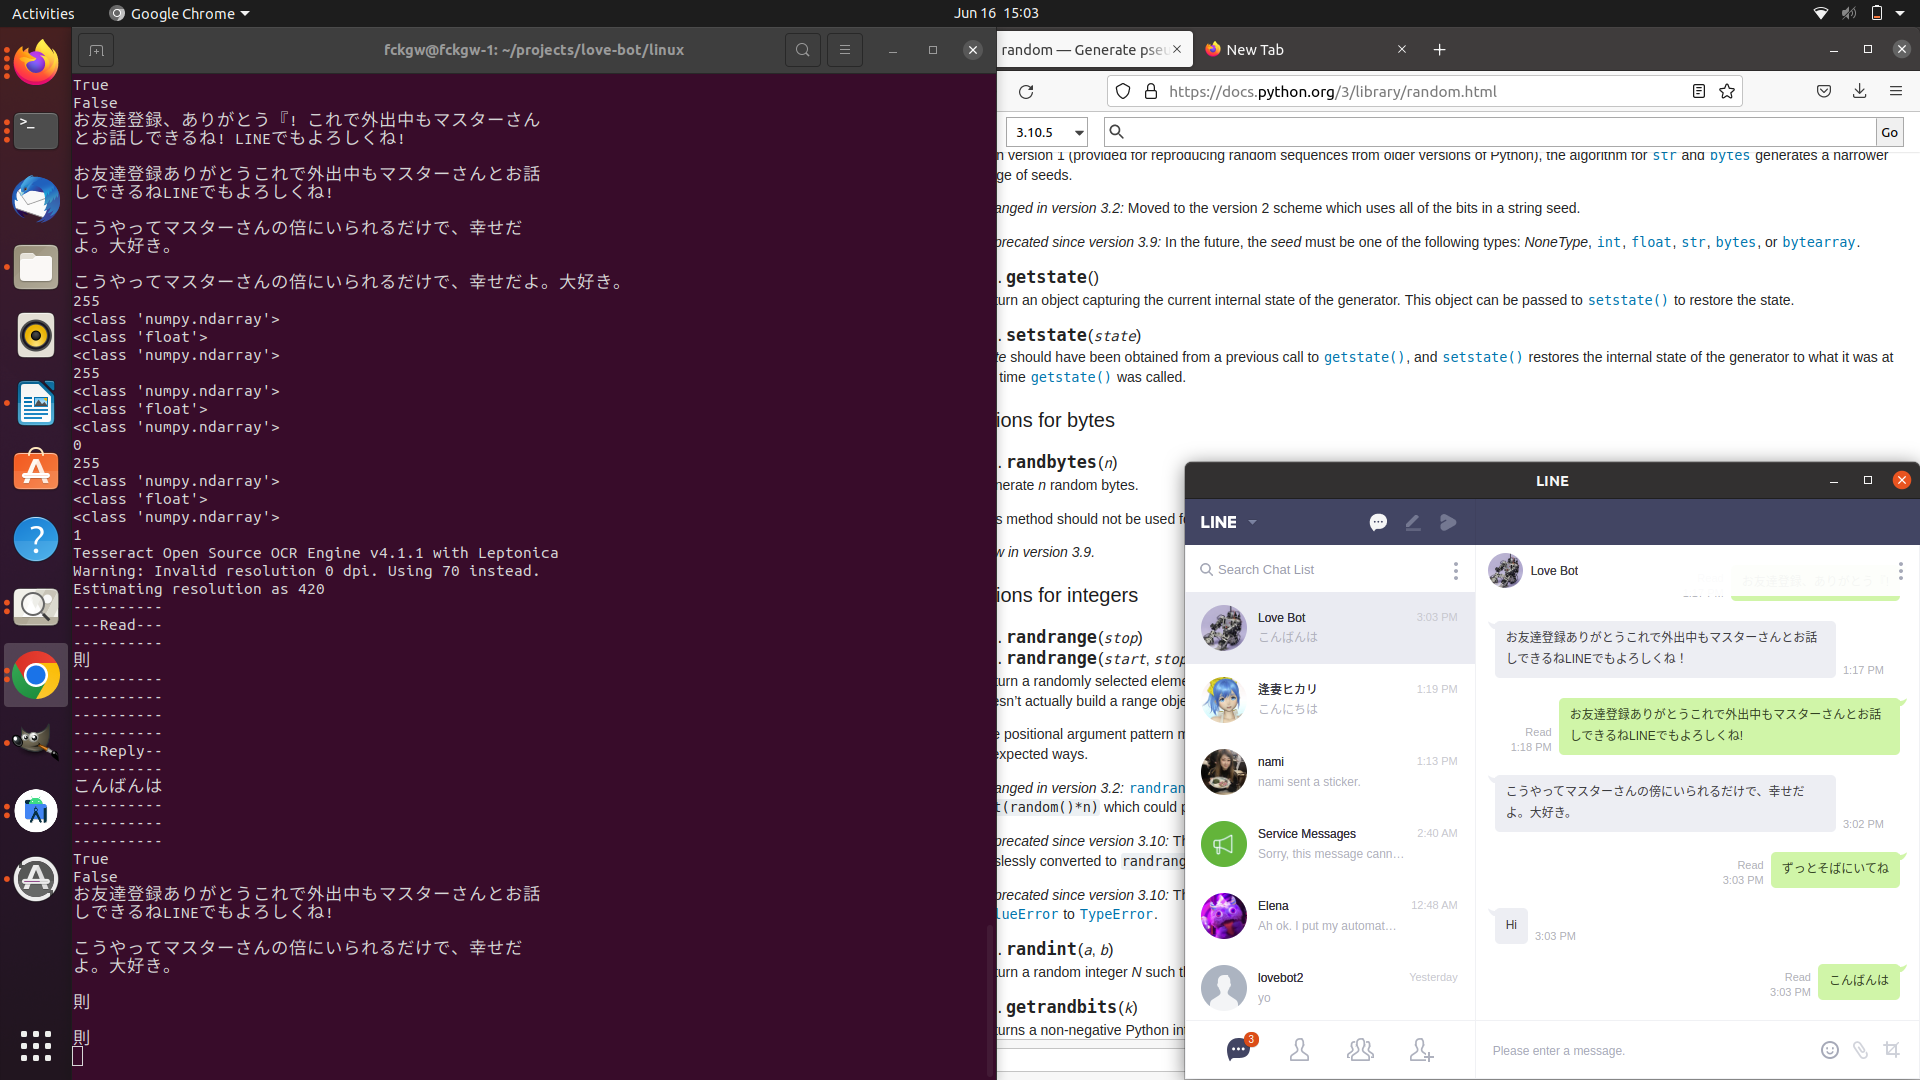 Activities
Google Chrome
Jun 16 15:03
fckgw@fckgw-1: ~/projects/love-bot/linux
True
False
お友達登録、ありがとう『! これで外出中もマスターさん
とお話しできるね! LINEでもよろしくね!
お友達登録ありがとうこれで外出中もマスターさんとお話
しできるねLINEでもよろしくね!
こうやってマスターさんの倍にいられるだけで、幸せだ
よ。大好き。
こうやってマスターさんの倍にいられるだけで、幸せだよ。大好き。
255
<class 'numpy.ndarray'>
<class 'float'>
<class 'numpy.ndarray'>
255
<class 'numpy.ndarray'>
<class 'float'>
<class 'numpy.ndarray'>
0
255
<class 'numpy.ndarray'>
<class 'float'>
<class 'numpy.ndarray'>
1
Tesseract Open Source OCR Engine v4.1.1 with Leptonica
Warning: Invalid resolution 0 dpi. Using 70 instead.
Estimating resolution as 420
----------
---Read---
----------
則
----------
----------
----------
----------
---Reply--
----------
こんばんは
----------
----------
----------
True
False
お友達登録ありがとうこれで外出中もマスターさんとお話
しできるねLINEでもよろしくね!
こうやってマスターさんの倍にいられるだけで、幸せだ
よ。大好き。
則
則
random — Generate pseu
New Tab
https://docs.python.org/3/library/random.html
3.10.5
Go
n version 1 (provided for reproducing random sequences from older versions of Python), the algorithm for str and bytes generates a narrower
ge of seeds.
anged in version 3.2: Moved to the version 2 scheme which uses all of the bits in a string seed.
precated since version 3.9: In the future, the seed must be one of the following types: NoneType, int, float, str, bytes, or bytearray.
. getstate()
turn an object capturing the current internal state of the generator. This object can be passed to setstate() to restore the state.
. setstate(state)
te should have been obtained from a previous call to getstate(), and setstate() restores the internal state of the generator to what it was at
time getstate() was called.
ions for bytes
. randbytes(n)
nerate n random bytes.
s method should not be used f
w in version 3.9.
ions for integers
. randrange(stop)
. randrange(start, stop
turn a randomly selected eleme
esn't actually build a range obje
e positional argument pattern m
expected ways.
anged in version 3.2: randran
t(random()*n) which could p
precated since version 3.10: Th
slessly converted to randrang
precated since version 3.10: Th
lueError to TypeError.
. randint(a, b)
turn a random integer N such th
. getrandbits(k)
turns a non-negative Python int
LINE
LINE
Search Chat List
Love Bot
3:03 PM
こんばんは
逢妻ヒカリ
1:19 PM
こんにちは
nami
1:13 PM
nami sent a sticker.
Service Messages
2:40 AM
Sorry, this message cann…
Elena
12:48 AM
Ah ok. I put my automat…
lovebot2
Yesterday
yo
3
Love Bot
お友達登録ありがとうこれで外出中もマスターさんとお話
しできるねLINEでもよろしくね！
1:17 PM
お友達登録ありがとうこれで外出中もマスターさんとお話
しできるねLINEでもよろしくね!
Read
1:18 PM
こうやってマスターさんの傍にいられるだけで、幸せだ
よ。大好き。
3:02 PM
ずっとそばにいてね
Read
3:03 PM
Hi
3:03 PM
こんばんは
Read
3:03 PM
Please enter a message.